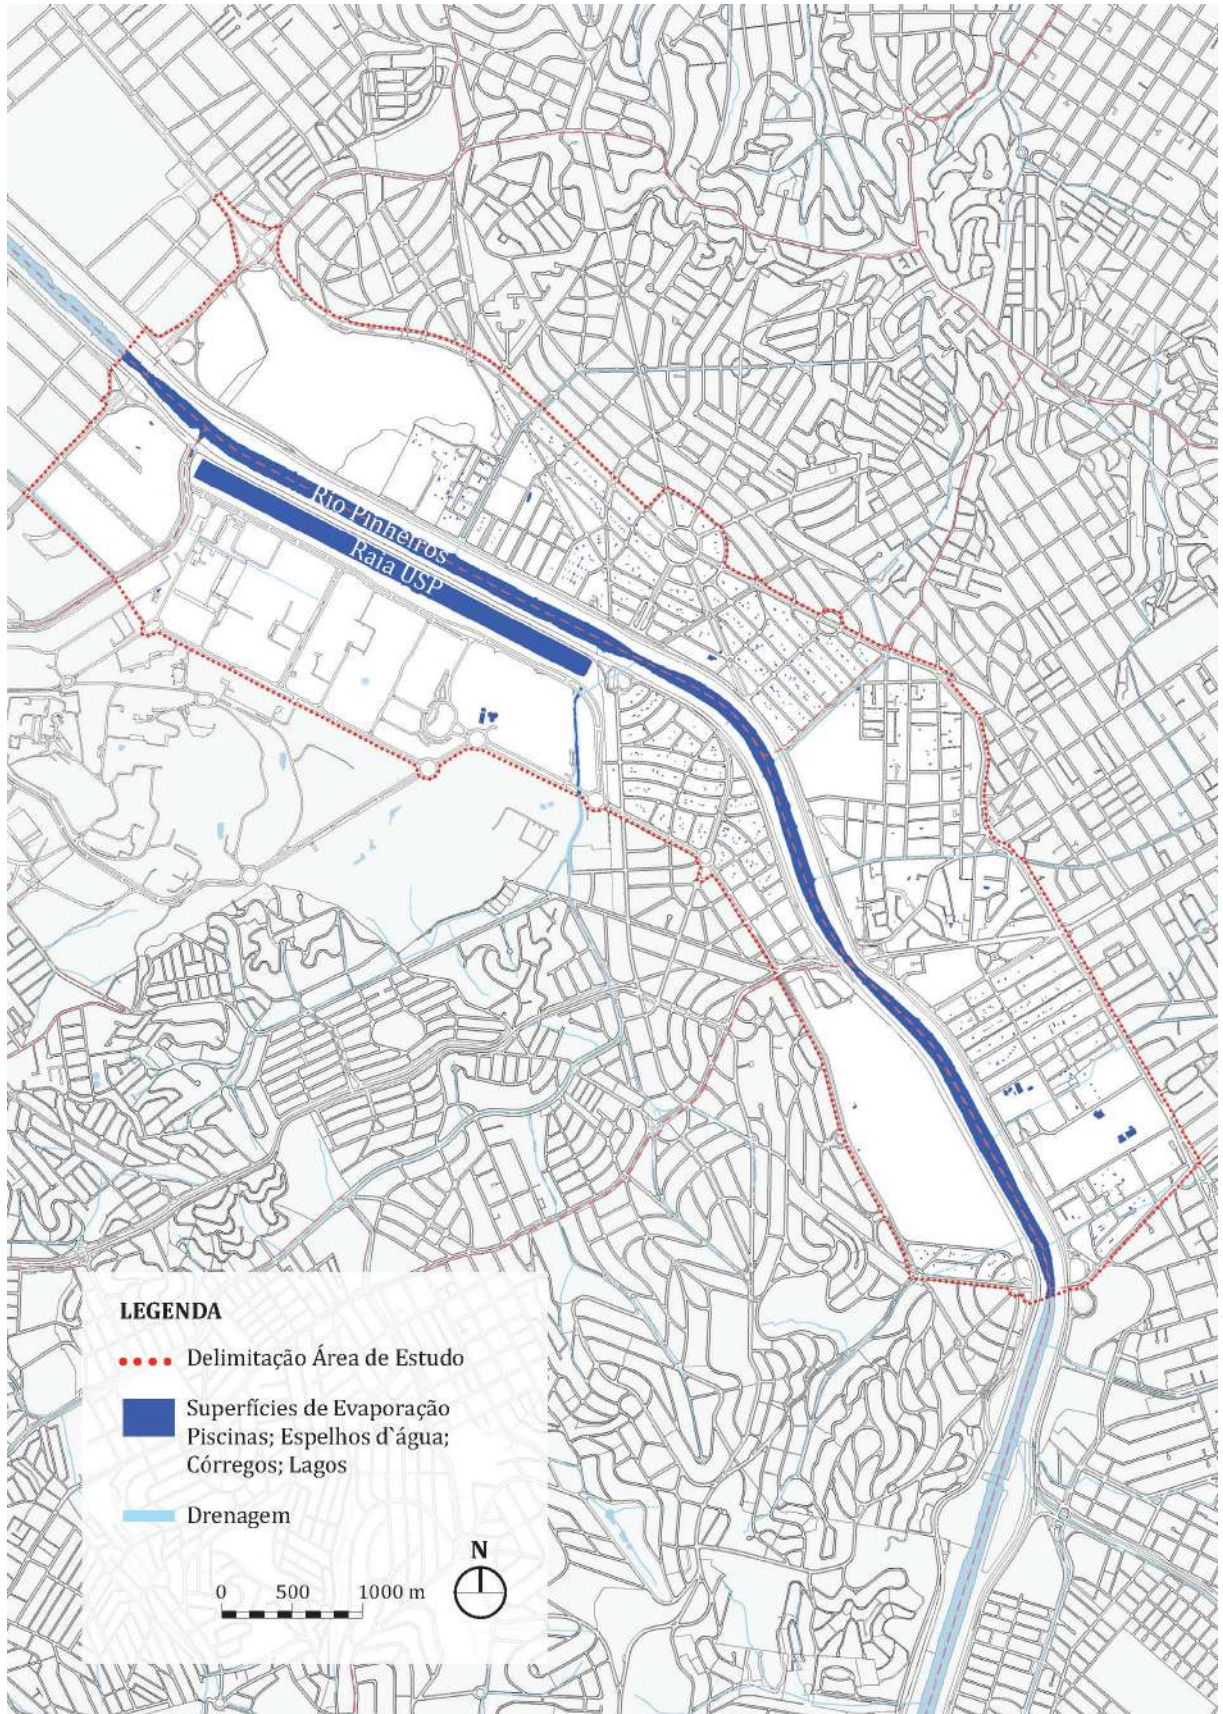 Rio Pinheiros
Raia USP
LEGENDA
Delimitação Área de Estudo
Superfícies de Evaporação
Piscinas; Espelhos d`água;
Córregos; Lagos
Drenagem
N
0 500 1000 m